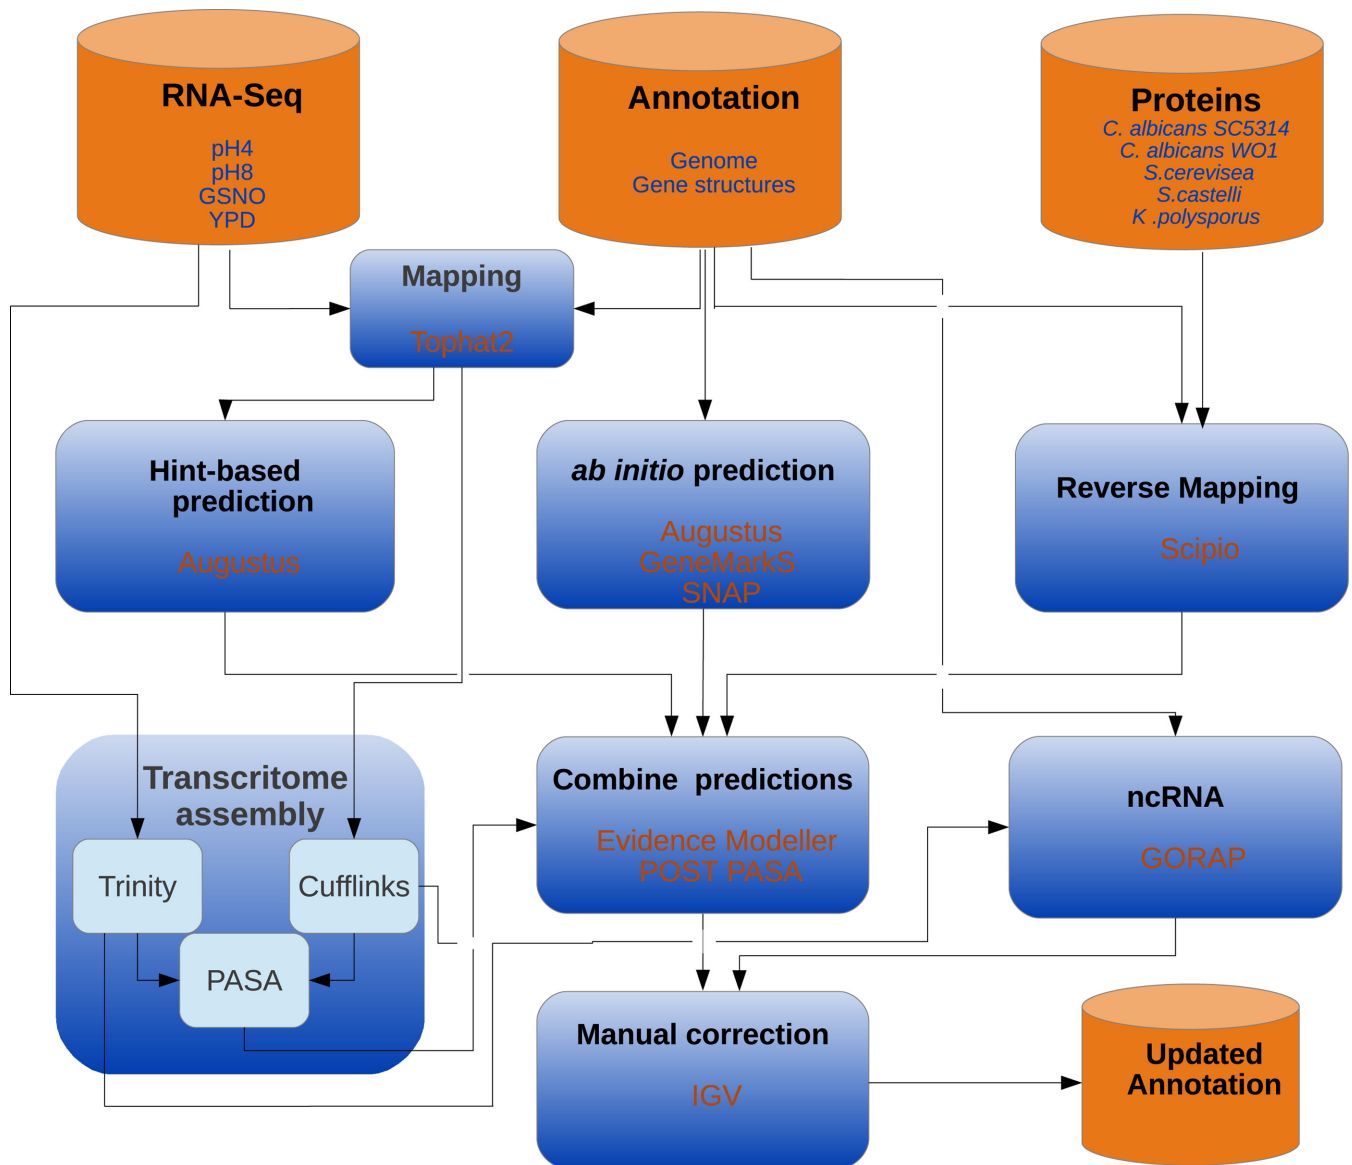 RNA-Seq
pH4
pH8
GSNO
YPD
Annotation
Genome
Gene structures
Proteins
C. albicans SC5314
C. albicans WO1
S.cerevisea
S.castelli
K .polysporus
Mapping
Tophat2
Hint-based
prediction
Augustus
ab initio prediction
Augustus
GeneMarkS
SNAP
Reverse Mapping
Scipio
Transcritome
assembly
Trinity
Cufflinks
PASA
Combine  predictions
Evidence Modeller
POST PASA
ncRNA
GORAP
Manual correction
IGV
Updated
Annotation